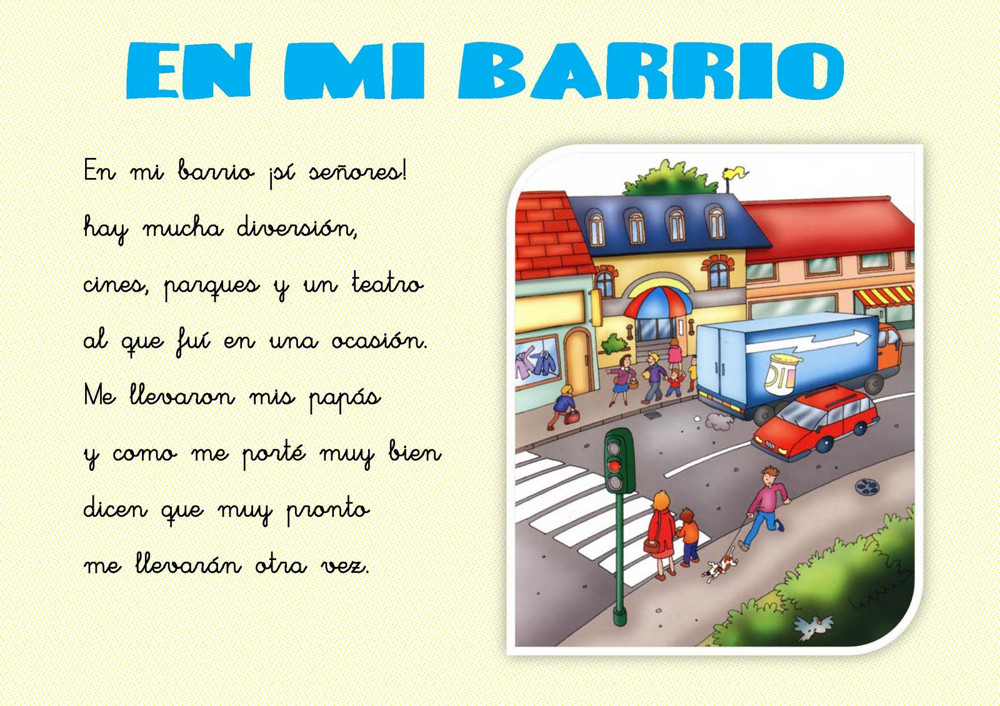 EN MI BARRIO
En mi barrio ¡sí señores!
hay mucha diversión,
cines, parques y un teatro
al que fuí en una ocasión.
Me llevaron mis papás
y como me porté muy bien
dicen que muy pronto
me llevarán otra vez.